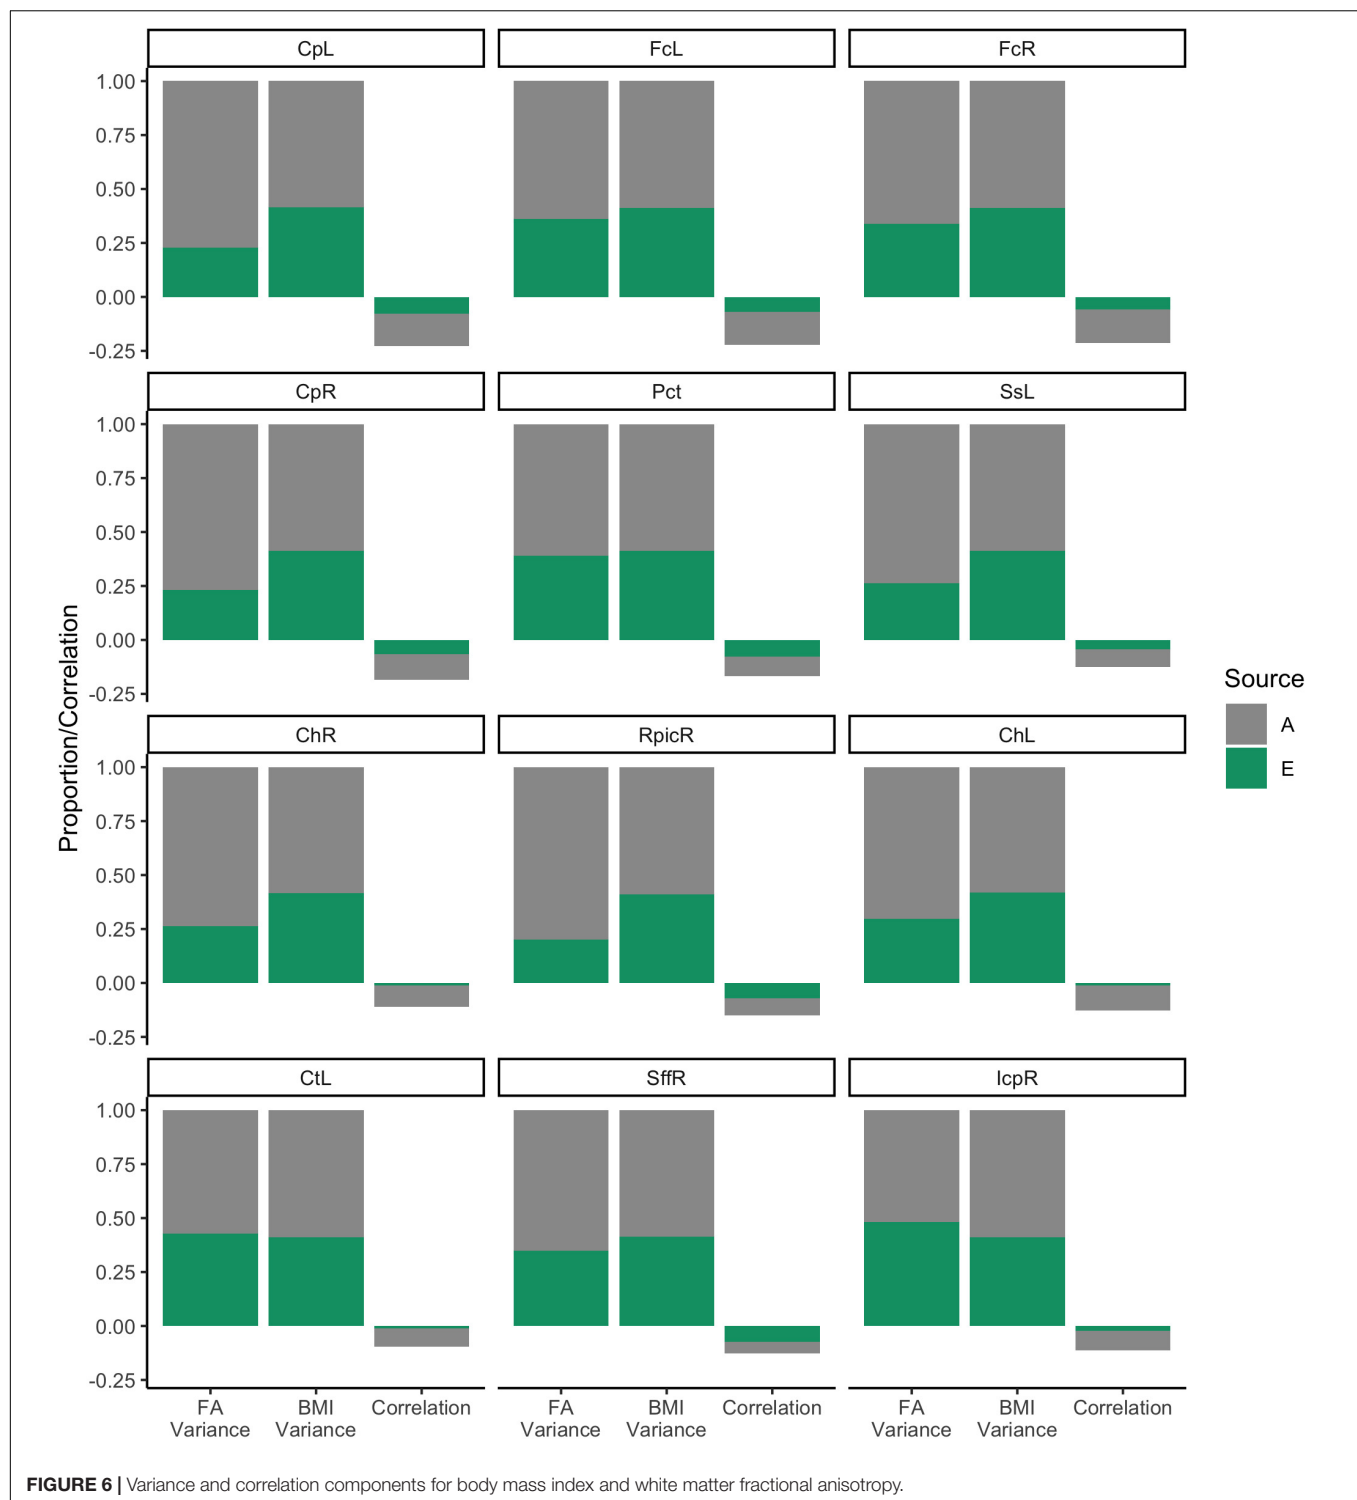 CpL
FcL
FcR
1.00
0.75
0.50
0.25
0.00
-0.25
CpR
Pct
SsL
1.00
0.75
0.50
0.25
0.00
-0.25
ChR
RpicR
ChL
1.00
0.75
0.50
0.25
0.00
-0.25
CtL
SffR
IcpR
1.00
0.75
0.50
0.25
0.00
-0.25
Proportion/Correlation
FA
Variance
BMI
Variance
Correlation
FA
Variance
BMI
Variance
Correlation
FA
Variance
BMI
Variance
Correlation
Source
A
E
FIGURE 6 | Variance and correlation components for body mass index and white matter fractional anisotropy.